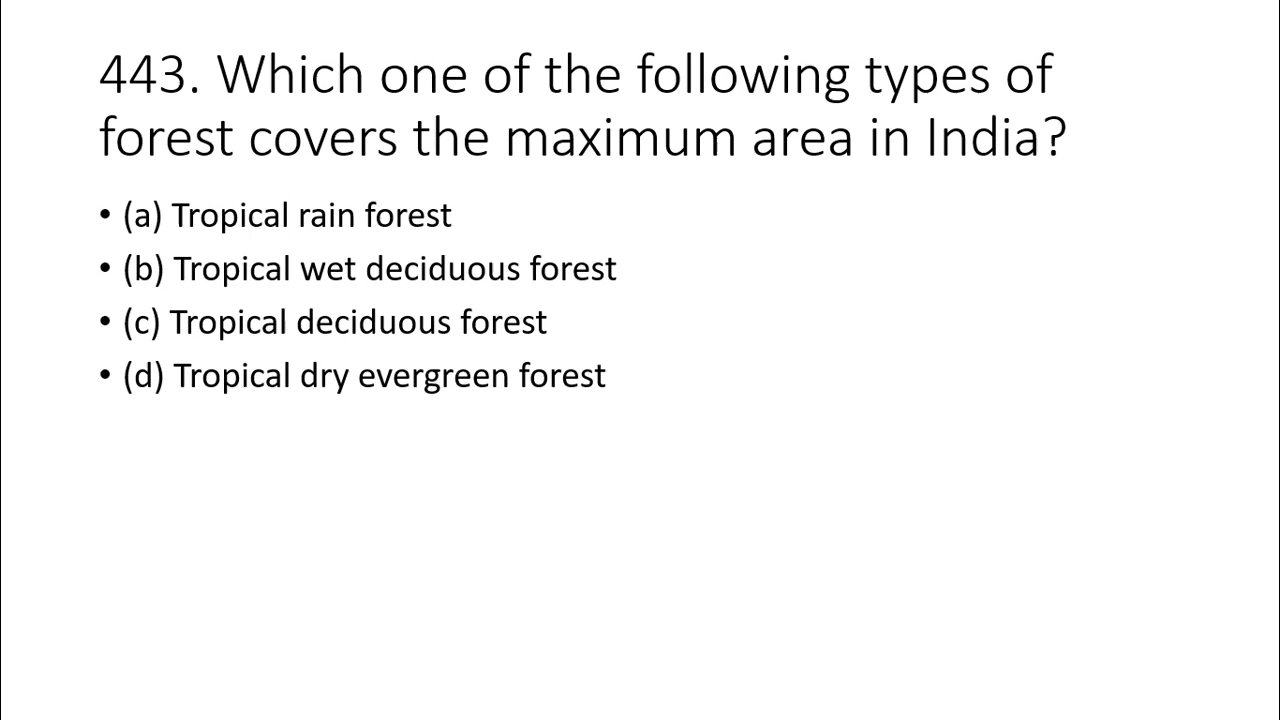 443. Which one of the following types of
forest covers the maximum area in India?
• (a) Tropical rain forest
• (b) Tropical wet deciduous forest
• (c) Tropical deciduous forest
• (d) Tropical dry evergreen forest